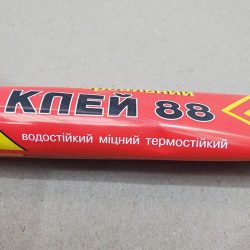 КЛЕЙ 88
водостійкий міцний термостійкий